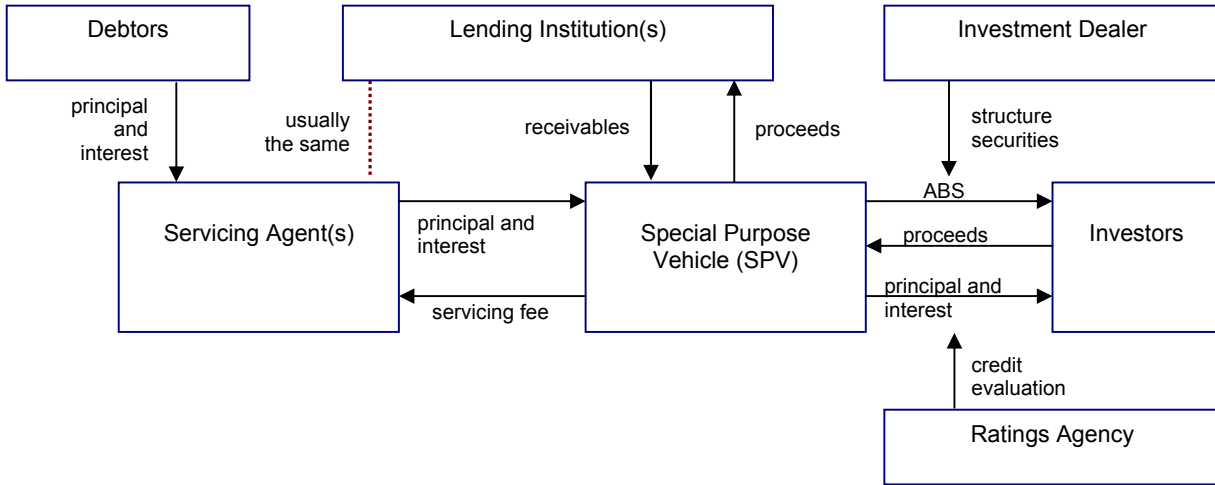 Debtors
Lending Institution(s)
Investment Dealer
principal
and
interest
usually
the same
receivables
proceeds
structure
securities
Servicing Agent(s)
principal and
interest
servicing fee
Special Purpose
Vehicle (SPV)
ABS
proceeds
principal and
interest
Investors
credit
evaluation
Ratings Agency